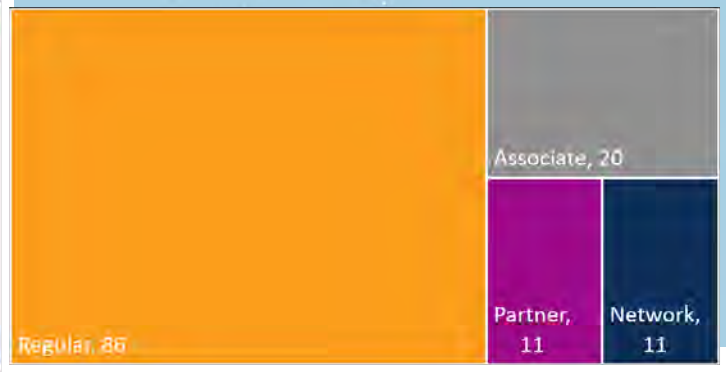 Regular, 86
Associate, 20
Partner,
11
Network,
11